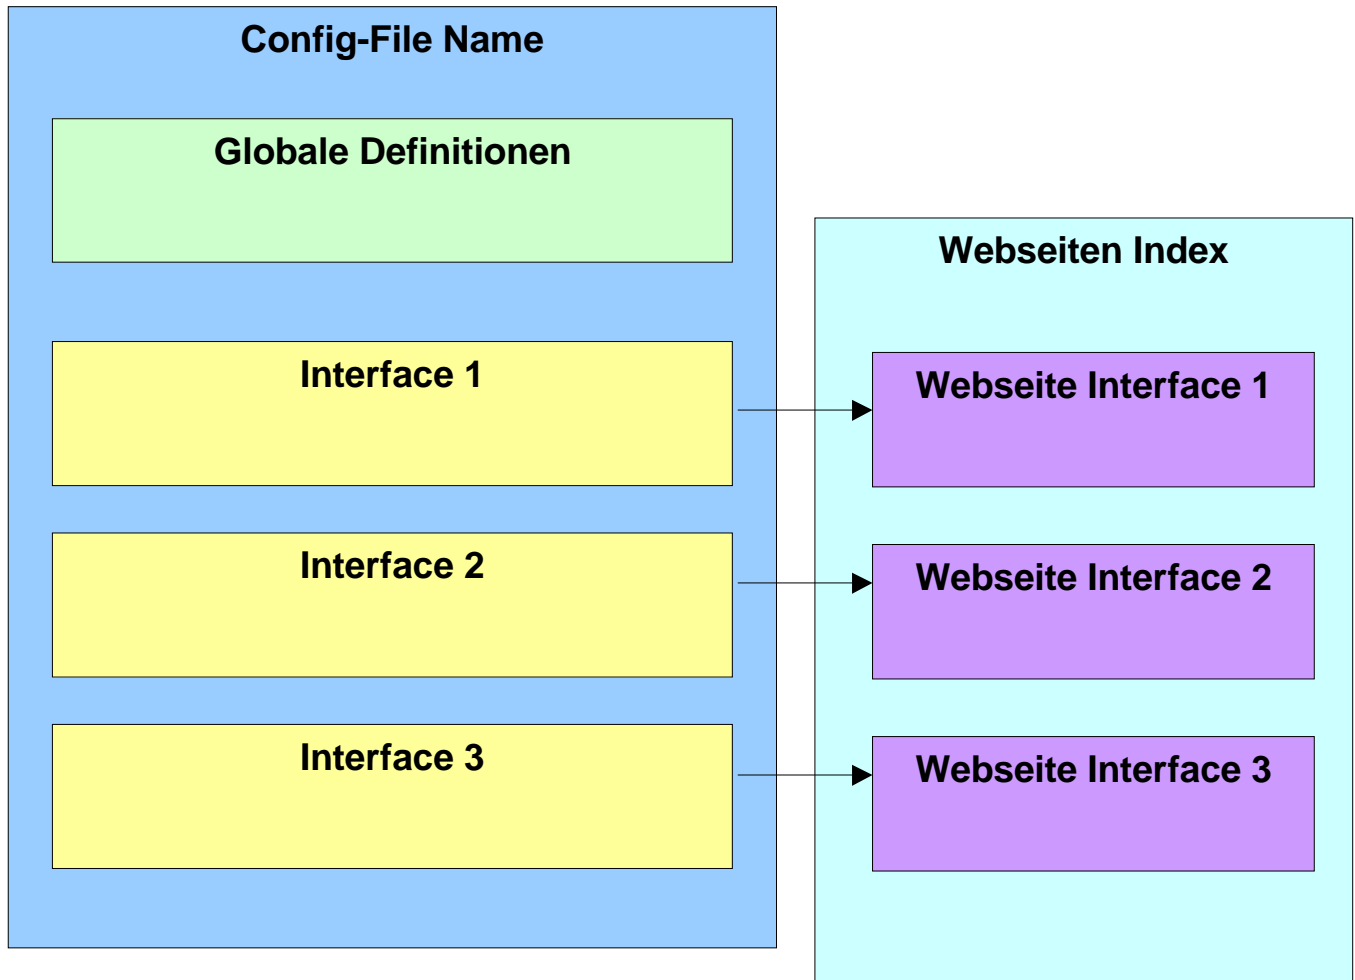 Config-File Name
Globale Definitionen
Interface 1
Interface 2
Interface 3
Webseiten Index
Webseite Interface 1
Webseite Interface 2
Webseite Interface 3